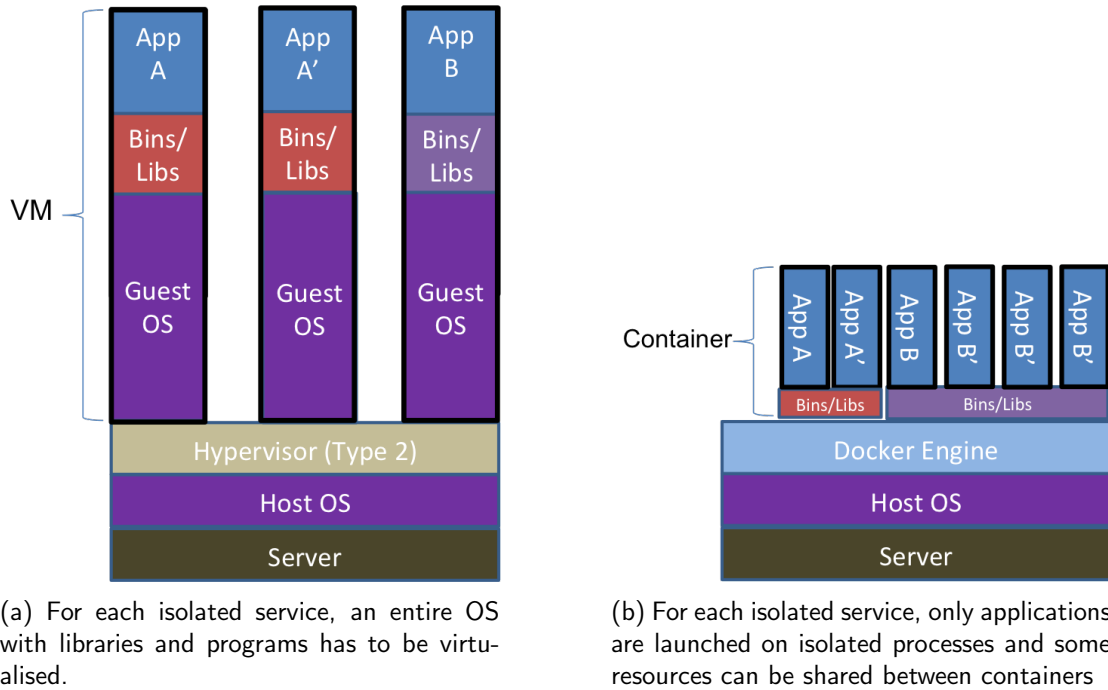 VM
App
A
Bins/
Libs
Guest
OS
App
A’
Bins/
Libs
Guest
OS
App
B
Bins/
Libs
Guest
OS
Hypervisor (Type 2)
Host OS
Server
(a) For each isolated service, an entire OS
with libraries and programs has to be virtu-
alised.
Container
App A
App A’
App B
App B’
App B’
App B’
Bins/Libs
Bins/Libs
Docker Engine
Host OS
Server
(b) For each isolated service, only applications
are launched on isolated processes and some
resources can be shared between containers